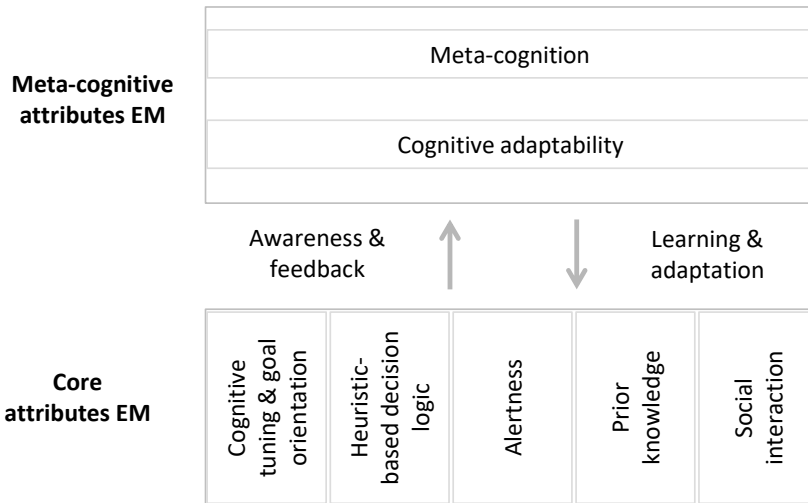 Meta-cognitive
attributes EM
Meta-cognition
Cognitive adaptability
Awareness &
feedback
Learning &
adaptation
Core
attributes EM
Cognitive
tuning & goal
orientation
Heuristic-
based decision
logic
Alertness
Prior
knowledge
Social
interaction